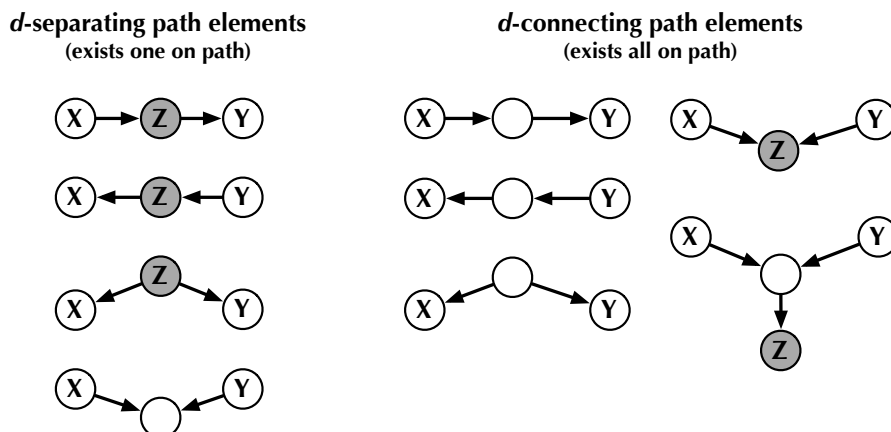 d-separating path elements
(exists one on path)
X Z Y
X Z Y
Z
X Y
X Y
d-connecting path elements
(exists all on path)
X Y
X Y
X Y
X Y
Z
X Y
Z